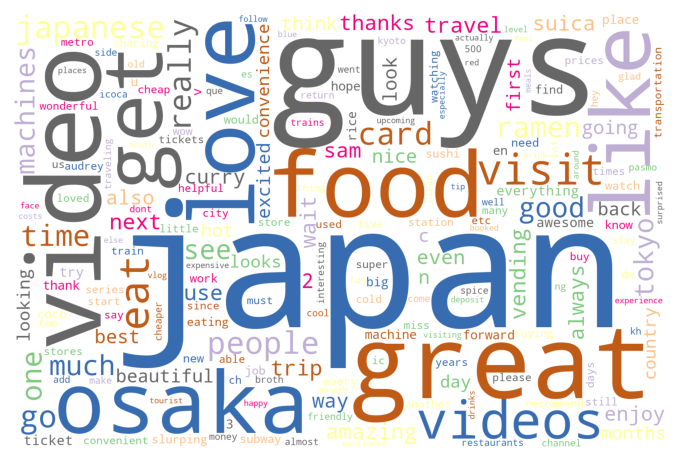 japan
guys
food
great
osaka
video
love
like
get
videos
visit
tokyo
eat
people
go
card
time
much
ramen
good
japanese
machines
really
travel
suica
thanks
think
look
first
convenience
going
place
transportation
metro
side
old
cheap
wonderful
icoca
tickets
places
us
audrey
traveling
loved
wow
que
es
would
follow
blue
kyoto
actually
500
red
level
prices
glad
hey
find
went
hope
return
trains
watching
especially
upcoming
meals
rice
sam
nice
curry
excited
helpful
city
store
hot
wait
little
station
used
etc
sushi
en
need
everything
times
watch
pasmo
around
surprised
know
back
awesome
well
many
tip
booked
also
next
dont
face
costs
else
train
say
thank
try
looking
series
start
vlog
cheaper
best
see
looks
work
since
expensive
use
2
eating
must
interesting
cool
super
big
cold
spice
even
n
c
come
deposit
miss
visiting
ng
vending
always
buy
country
experience
kh
one
stores
beautiful
new
able
job
trip
way
machine
forward
day
years
please
days
still
enjoy
months
add
make
tourist
ch
broth
ic
happy
friendly
amazing
drinks
restaurants
channel
ticket
convenient
slurping
3
money
subway
almost
u
v